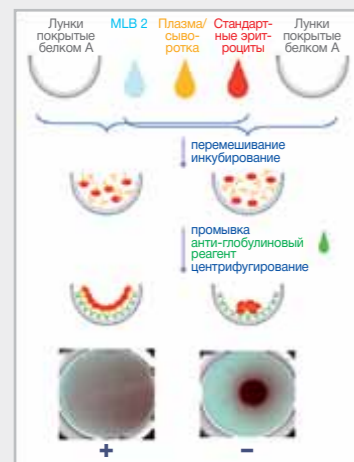 Лунки покрытые белком А
MLB 2
Плазма/сыво-ротка
Стандарт-ные эрит-роциты
Лунки покрытые белком А
перемешивание
инкубирование
промывка
анти-глобулиновый
реагент
центрифугирование
+ −